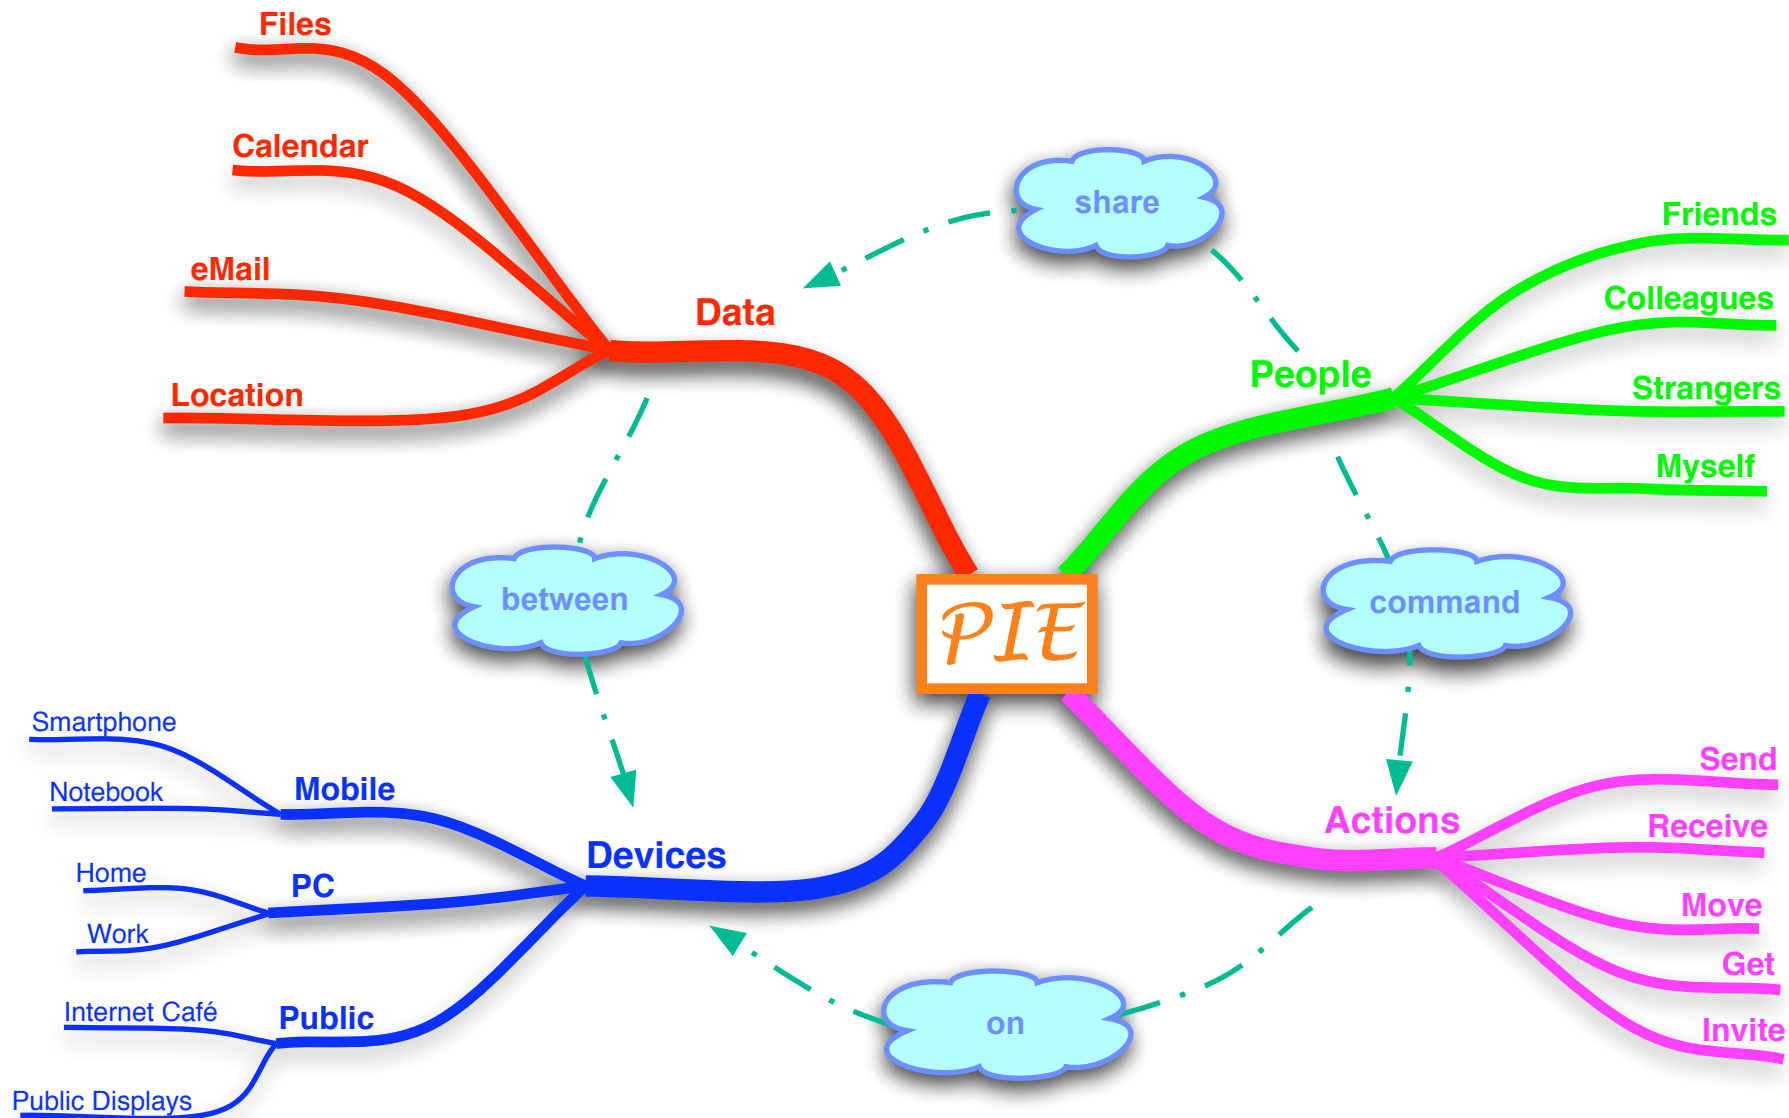 Files
Calendar
eMail
Location
Data
share
Friends
Colleagues
Strangers
Myself
People
between
PIE
command
Smartphone
Notebook
Mobile
Home
Work
PC
Internet Café
Public Displays
Public
Devices
on
Actions
Send
Receive
Move
Get
Invite